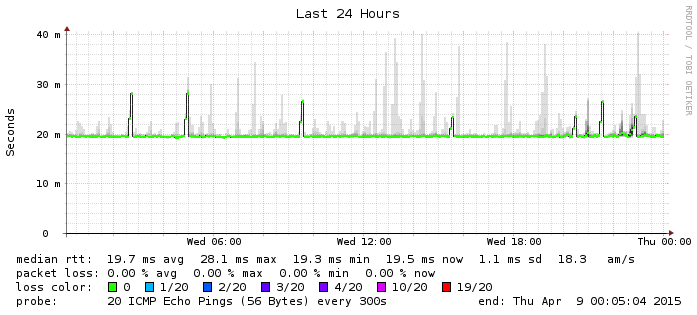 Last 24 Hours
RRDTOOL / TOBI OETIKER
Seconds
40 m
30 m
20 m
10 m
0
Wed 06:00 Wed 12:00 Wed 18:00 Thu 00:00
median rtt: 19.7 ms avg 28.1 ms max 19.3 ms min 19.5 ms now 1.1 ms sd 18.3 am/s
packet loss: 0.00 % avg 0.00 % max 0.00 % min 0.00 % now
loss color: 0 1/20 2/20 3/20 4/20 10/20 19/20
probe: 20 ICMP Echo Pings (56 Bytes) every 300s end: Thu Apr 9 00:05:04 2015